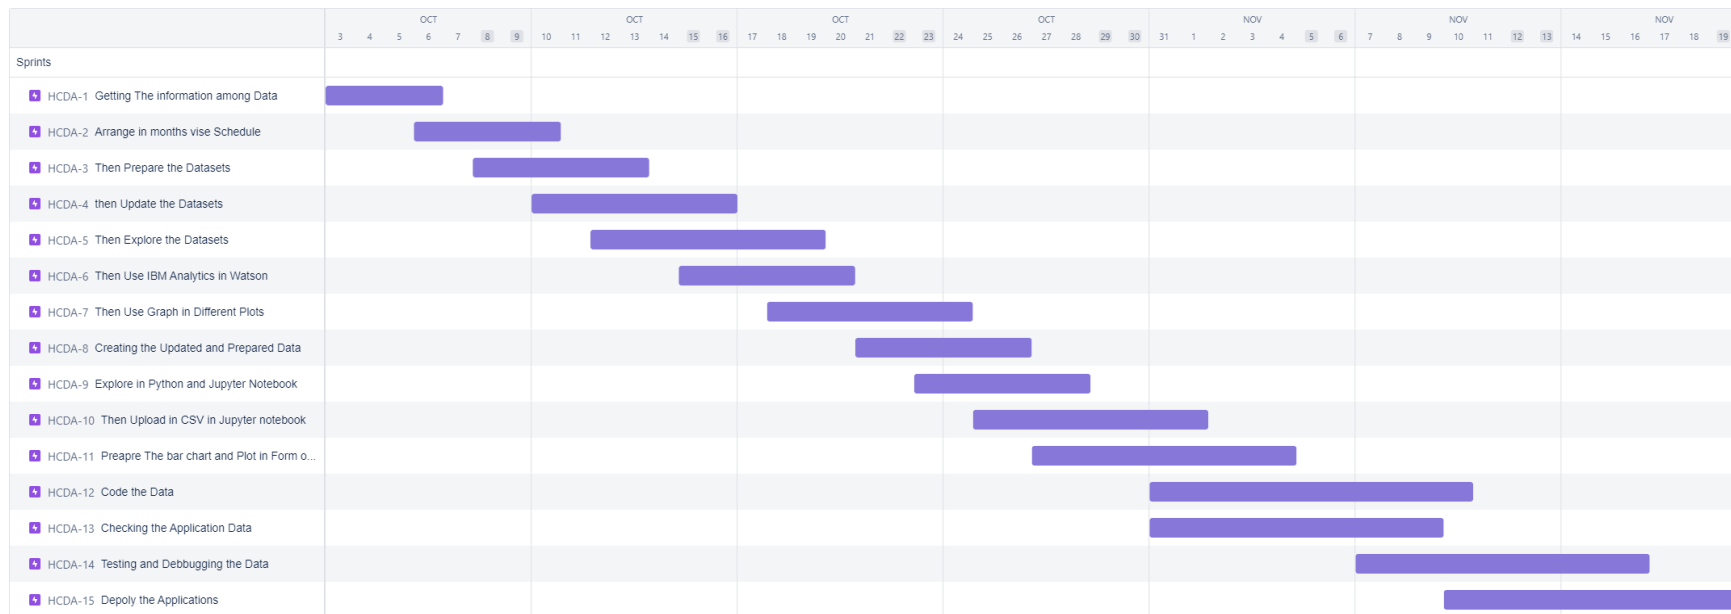 OCT OCT OCT OCT NOV NOV NOV
3 4 5 6 7 8 9 10 11 12 13 14 15 16 17 18 19 20 21 22 23 24 25 26 27 28 29 30 31 1 2 3 4 5 6 7 8 9 10 11 12 13 14 15 16 17 18 19
Sprints
HCDA-1 Getting The information among Data
HCDA-2 Arrange in months vise Schedule
HCDA-3 Then Prepare the Datasets
HCDA-4 then Update the Datasets
HCDA-5 Then Explore the Datasets
HCDA-6 Then Use IBM Analytics in Watson
HCDA-7 Then Use Graph in Different Plots
HCDA-8 Creating the Updated and Prepared Data
HCDA-9 Explore in Python and Jupyter Notebook
HCDA-10 Then Upload in CSV in Jupyter notebook
HCDA-11 Preapre The bar chart and Plot in Form o...
HCDA-12 Code the Data
HCDA-13 Checking the Application Data
HCDA-14 Testing and Debbugging the Data
HCDA-15 Depoly the Applications